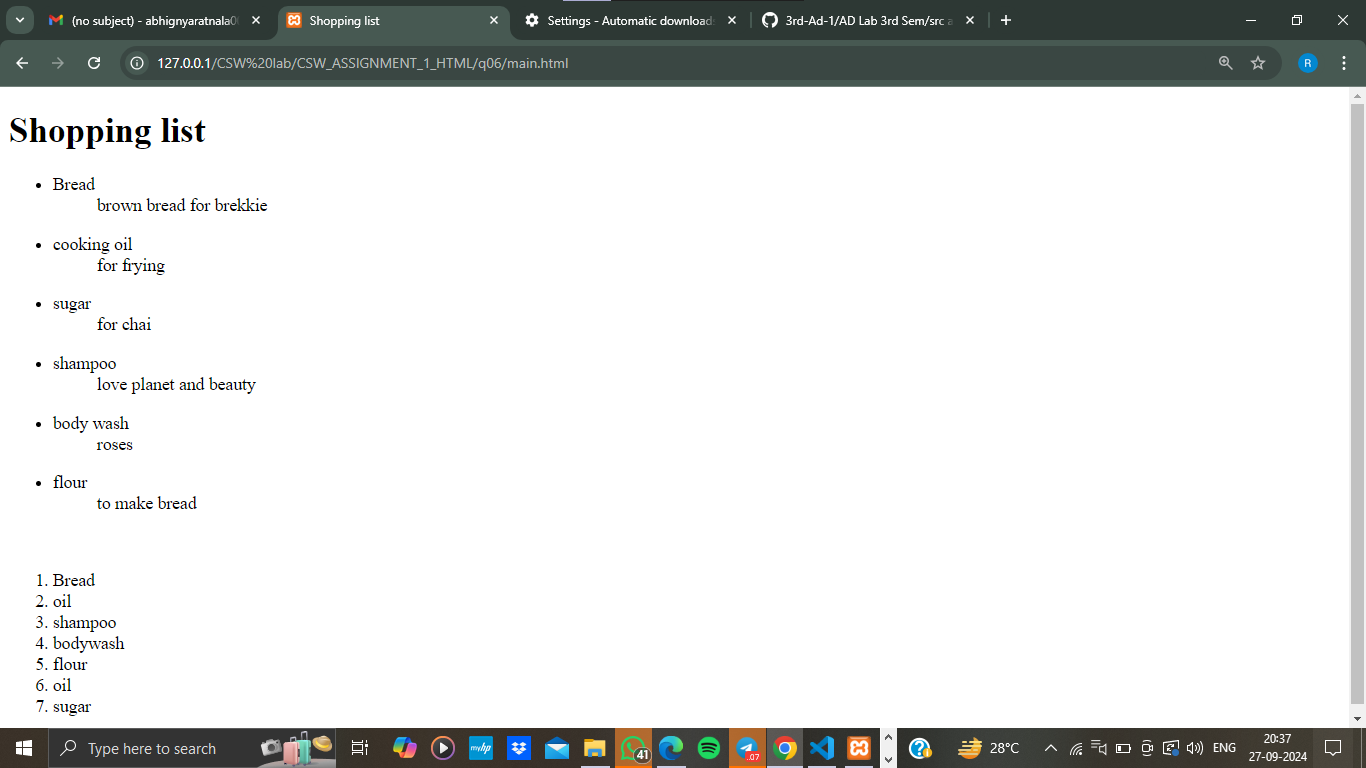 (no subject) - abhignyaratnala0
Shopping list
Settings - Automatic downloads
3rd-Ad-1/AD Lab 3rd Sem/src a
127.0.0.1/CSW%20lab/CSW_ASSIGNMENT_1_HTML/q06/main.html
R
Shopping list
Bread
brown bread for brekkie
cooking oil
for frying
sugar
for chai
shampoo
love planet and beauty
body wash
roses
flour
to make bread
1. Bread
2. oil
3. shampoo
4. bodywash
5. flour
6. oil
7. sugar
Type here to search
myhp
41
.07
28°C
ENG
20:37
27-09-2024